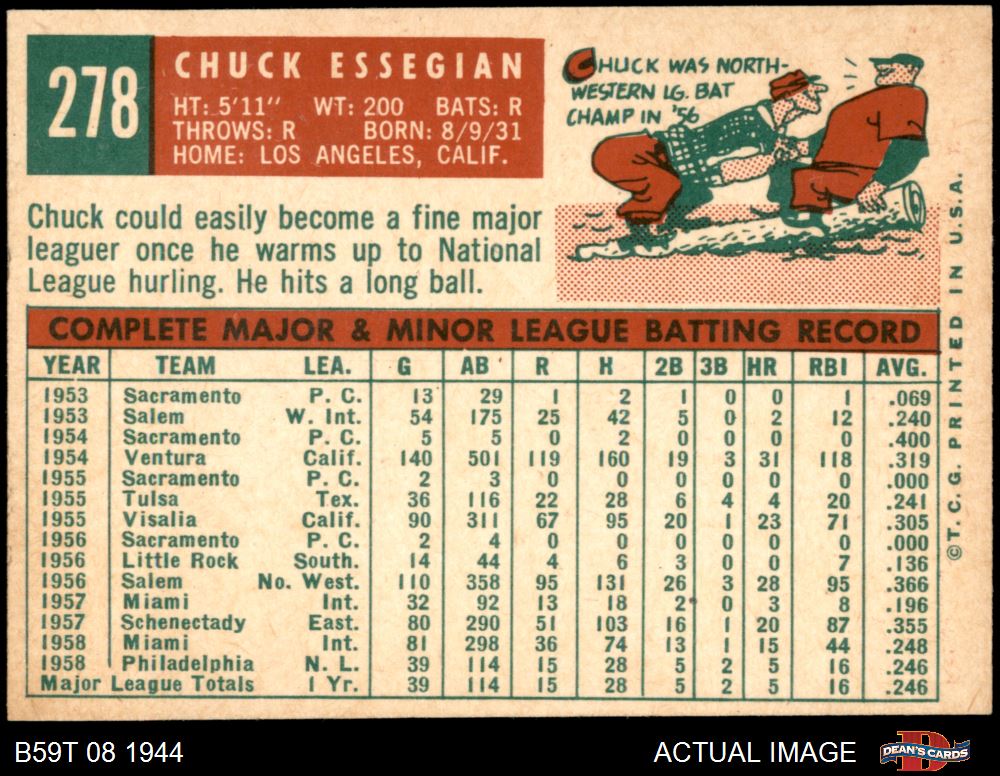 278
CHUCK ESSEGIAN
HT: 5'11" WT: 200 BATS: R
THROWS: R BORN: 8/9/31
HOME: LOS ANGELES, CALIF.
CHUCK WAS NORTH-
WESTERN LG. BAT
CHAMP IN '56
Chuck could easily become a fine major
leaguer once he warms up to National
League hurling. He hits a long ball.
COMPLETE MAJOR & MINOR LEAGUE BATTING RECORD
YEAR TEAM LEA. G AB R H 2B 3B HR RBI AVG.
1953 Sacramento P. C. 13 29 1 2 1 0 0 1 .069
1953 Salem W. Int. 54 175 25 42 5 0 2 12 .240
1954 Sacramento P. C. 5 5 0 2 0 0 0 0 .400
1954 Ventura Calif. 140 501 119 160 19 3 31 118 .319
1955 Sacramento P. C. 2 3 0 0 0 0 0 0 .000
1955 Tulsa Tex. 36 116 22 28 6 4 4 20 .241
1955 Visalia Calif. 90 311 67 95 20 1 23 71 .305
1956 Sacramento P. C. 2 4 0 0 0 0 0 0 .000
1956 Little Rock South. 14 44 4 6 3 0 0 7 .136
1956 Salem No. West. 110 358 95 131 26 3 28 95 .366
1957 Miami Int. 32 92 13 18 2 0 3 8 .196
1957 Schenectady East. 80 290 51 103 16 1 20 87 .355
1958 Miami Int. 81 298 36 74 13 1 15 44 .248
1958 Philadelphia N. L. 39 114 15 28 5 2 5 16 .246
Major League Totals 1 Yr. 39 114 15 28 5 2 5 16 .246
©T. C. G. PRINTED IN U.S.A.
B59T 08 1944
ACTUAL IMAGE
DEAN'S CARDS